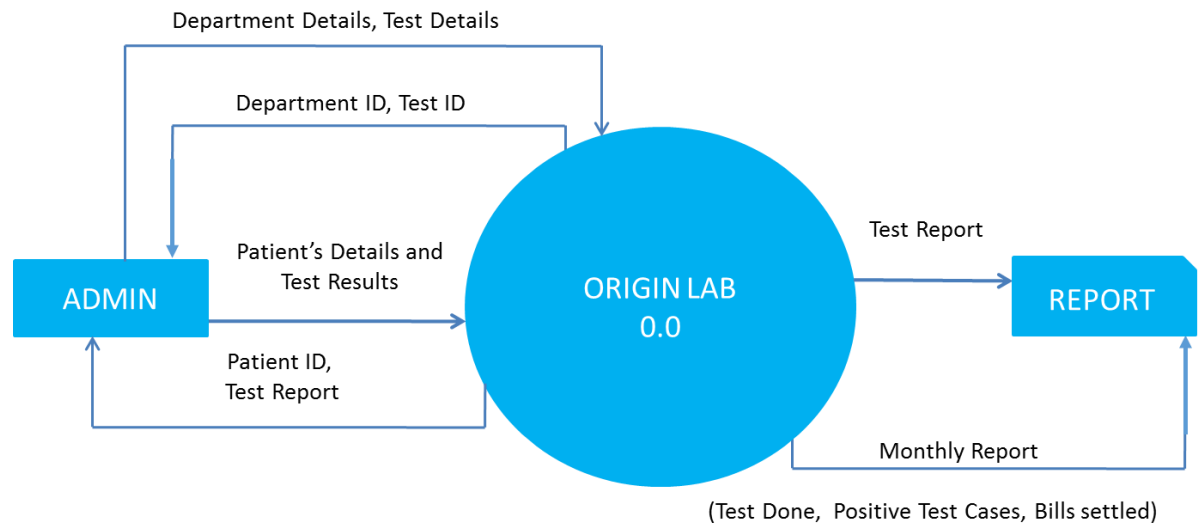 Department Details, Test Details
Department ID, Test ID
Patient’s Details and
Test Results
ADMIN
Patient ID,
Test Report
ORIGIN LAB
0.0
Test Report
REPORT
Monthly Report
(Test Done, Positive Test Cases, Bills settled)